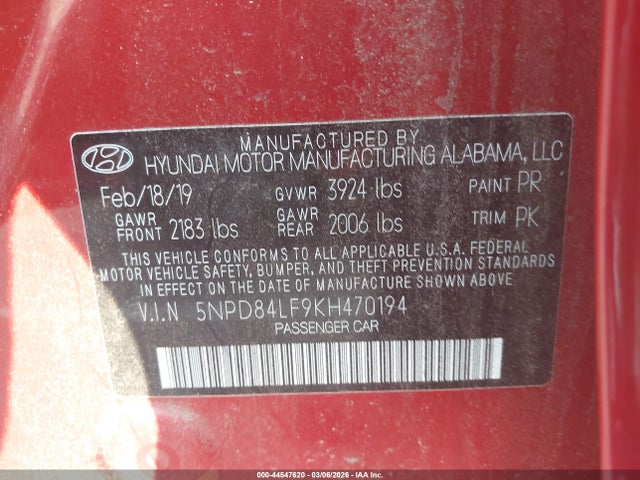 MANUFACTURED BY
HYUNDAI MOTOR MANUFACTURING ALABAMA, LLC
Feb/18/19 GVWR 3924 lbs PAINT PR
GAWR FRONT 2183 lbs GAWR REAR 2006 lbs TRIM PK
THIS VEHICLE CONFORMS TO ALL APPLICABLE U.S.A. FEDERAL
MOTOR VEHICLE SAFETY, BUMPER, AND THEFT PREVENTION STANDARDS
IN EFFECT ON THE DATE OF MANUFACTURE SHOWN ABOVE
V.I.N 5NPD84LF9KH470194
PASSENGER CAR
000-44547620 - 03/06/2026 - IAA Inc.